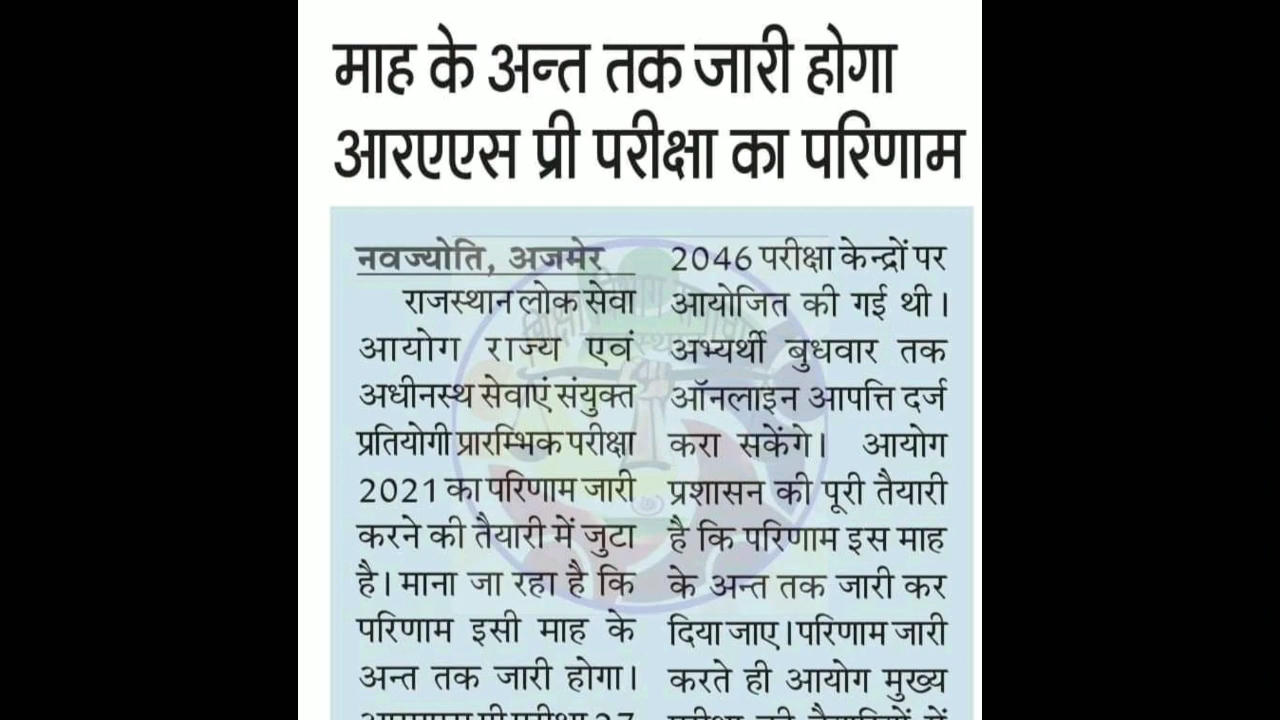 माह के अन्त तक जारी होगा
आरएएस प्री परीक्षा का परिणाम
नवज्योति, अजमेर
राजस्थान लोक सेवा
आयोग राज्य एवं
अधीनस्थ सेवाएं संयुक्त
प्रतियोगी प्रारम्भिक परीक्षा
2021 का परिणाम जारी
करने की तैयारी में जुटा
है। माना जा रहा है कि
परिणाम इसी माह के
अन्त तक जारी होगा।
2046 परीक्षा केन्द्रों पर
आयोजित की गई थी।
अभ्यर्थी बुधवार तक
ऑनलाइन आपत्ति दर्ज
करा सकेंगे। आयोग
प्रशासन की पूरी तैयारी
है कि परिणाम इस माह
के अन्त तक जारी कर
दिया जाए। परिणाम जारी
करते ही आयोग मुख्य